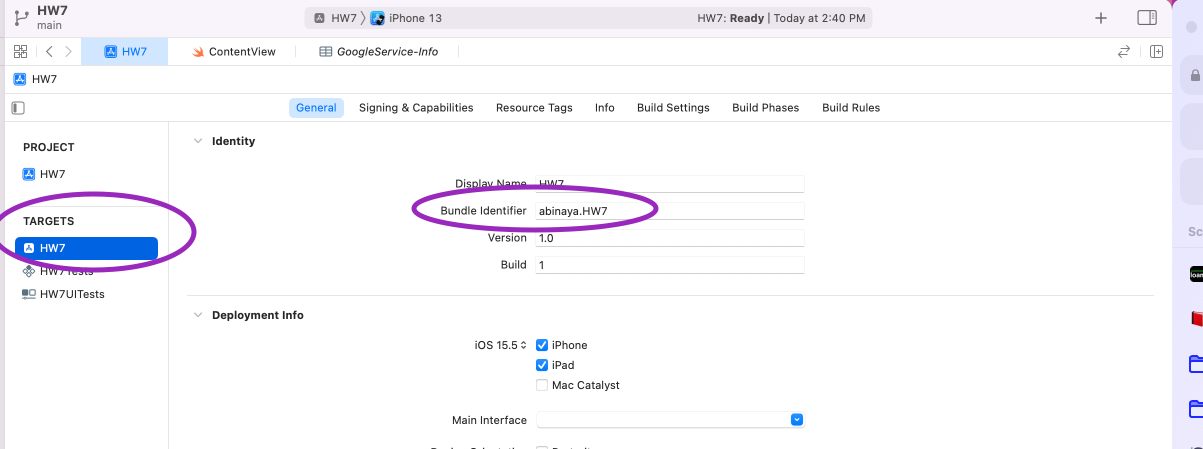 HW7
main
HW7 〉 iPhone 13
HW7: Ready | Today at 2:40 PM
HW7
ContentView
GoogleService-Info
HW7
General
Signing & Capabilities
Resource Tags
Info
Build Settings
Build Phases
Build Rules
PROJECT
HW7
TARGETS
HW7
HW7Tests
HW7UITests
Identity
Display Name HW7
Bundle Identifier abinaya.HW7
Version 1.0
Build 1
Deployment Info
iOS 15.5
iPhone
iPad
Mac Catalyst
Main Interface
Sc